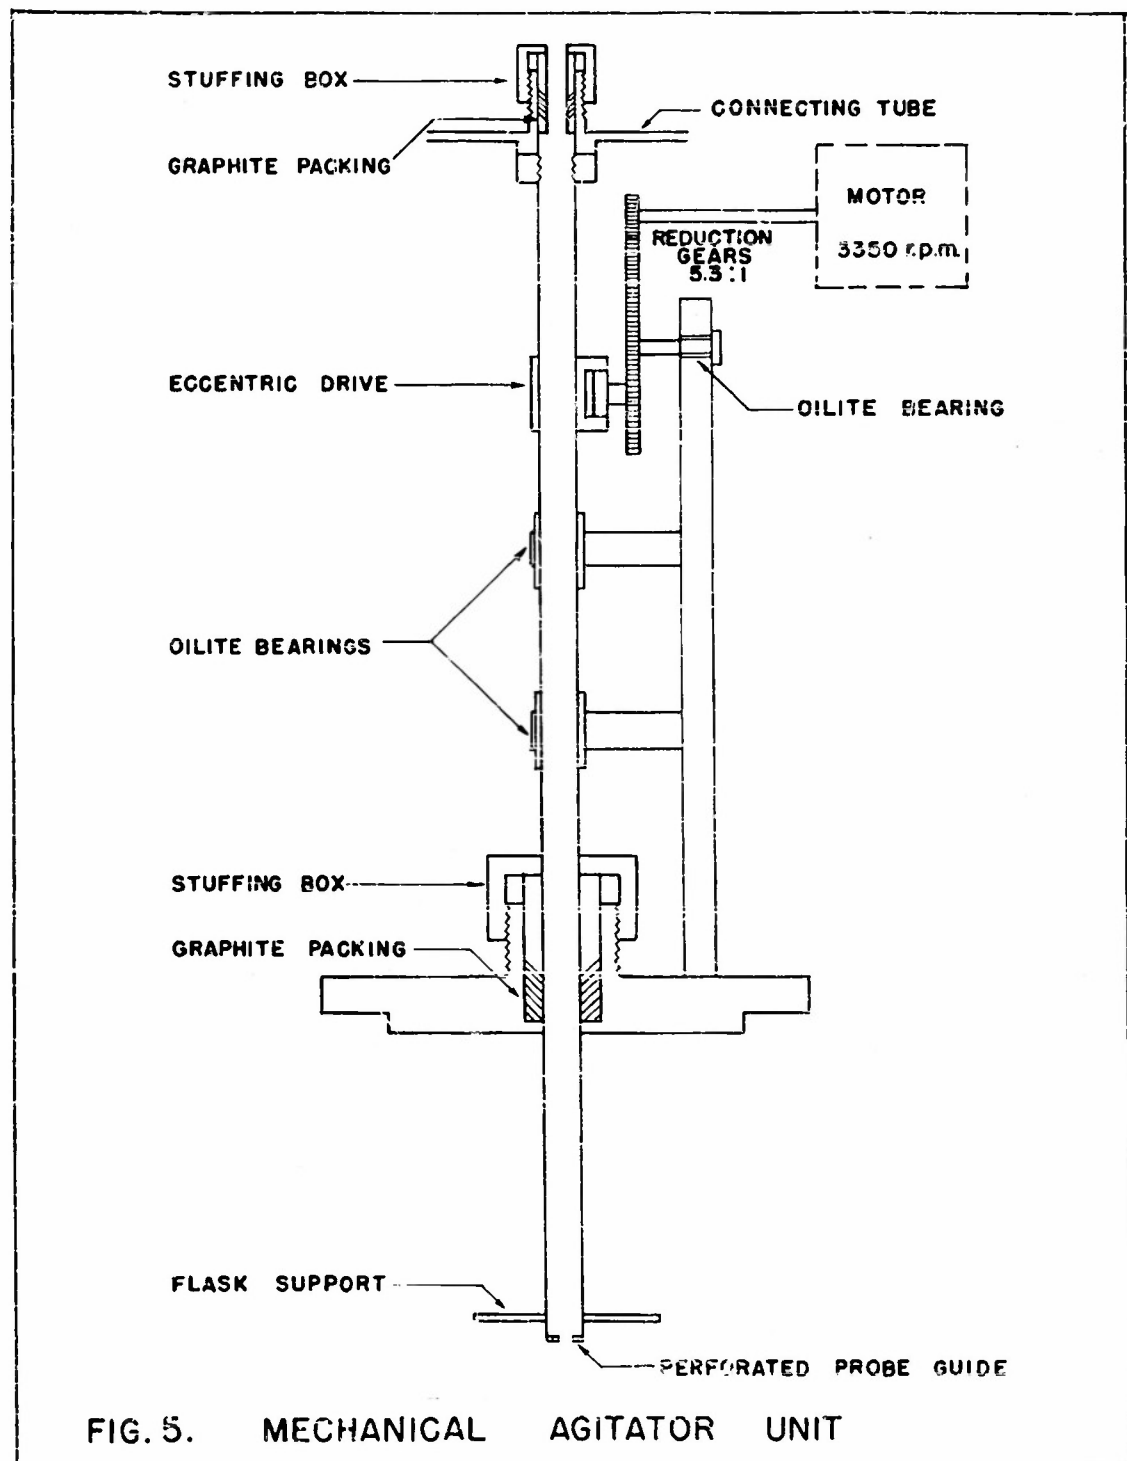 STUFFING BOX
CONNECTING TUBE
GRAPHITE PACKING
MOTOR
3350 r.p.m.
REDUCTION
GEARS
5.3:1
ECCENTRIC DRIVE
OILITE BEARING
OILITE BEARINGS
STUFFING BOX
GRAPHITE PACKING
FLASK SUPPORT
PERFORATED PROBE GUIDE
FIG. 5. MECHANICAL AGITATOR UNIT